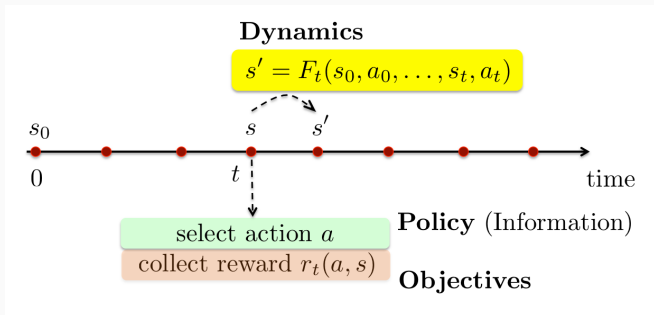 Dynamics
s′ = F_t(s_0, a_0, . . . , s_t, a_t)
s_0 s s′
0 t time
select action a Policy (Information)
collect reward r_t(a, s) Objectives